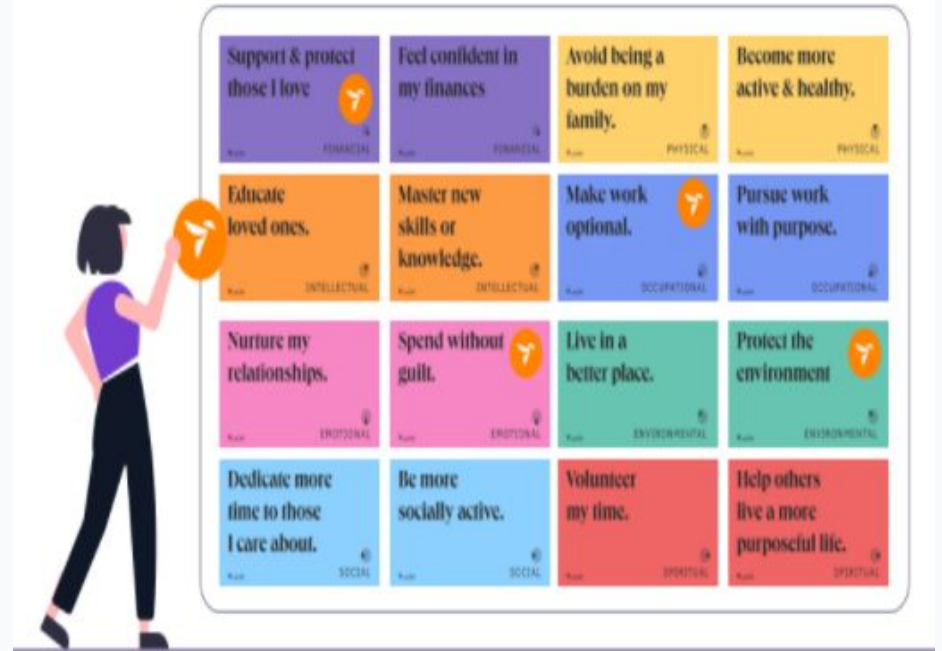 Support & protect
those I love
FINANCIAL
Feel confident in
my finances
FINANCIAL
Avoid being a
burden on my
family.
PHYSICAL
Become more
active & healthy.
PHYSICAL
Educate
loved ones.
INTELLECTUAL
Master new
skills or
knowledge.
INTELLECTUAL
Make work
optional.
OCCUPATIONAL
Pursue work
with purpose.
OCCUPATIONAL
Nurture my
relationships.
EMOTIONAL
Spend without
guilt.
EMOTIONAL
Live in a
better place.
ENVIRONMENTAL
Protect the
environment
ENVIRONMENTAL
Dedicate more
time to those
I care about.
SOCIAL
Be more
socially active.
SOCIAL
Volunteer
my time.
SPIRITUAL
Help others
live a more
purposeful life.
SPIRITUAL